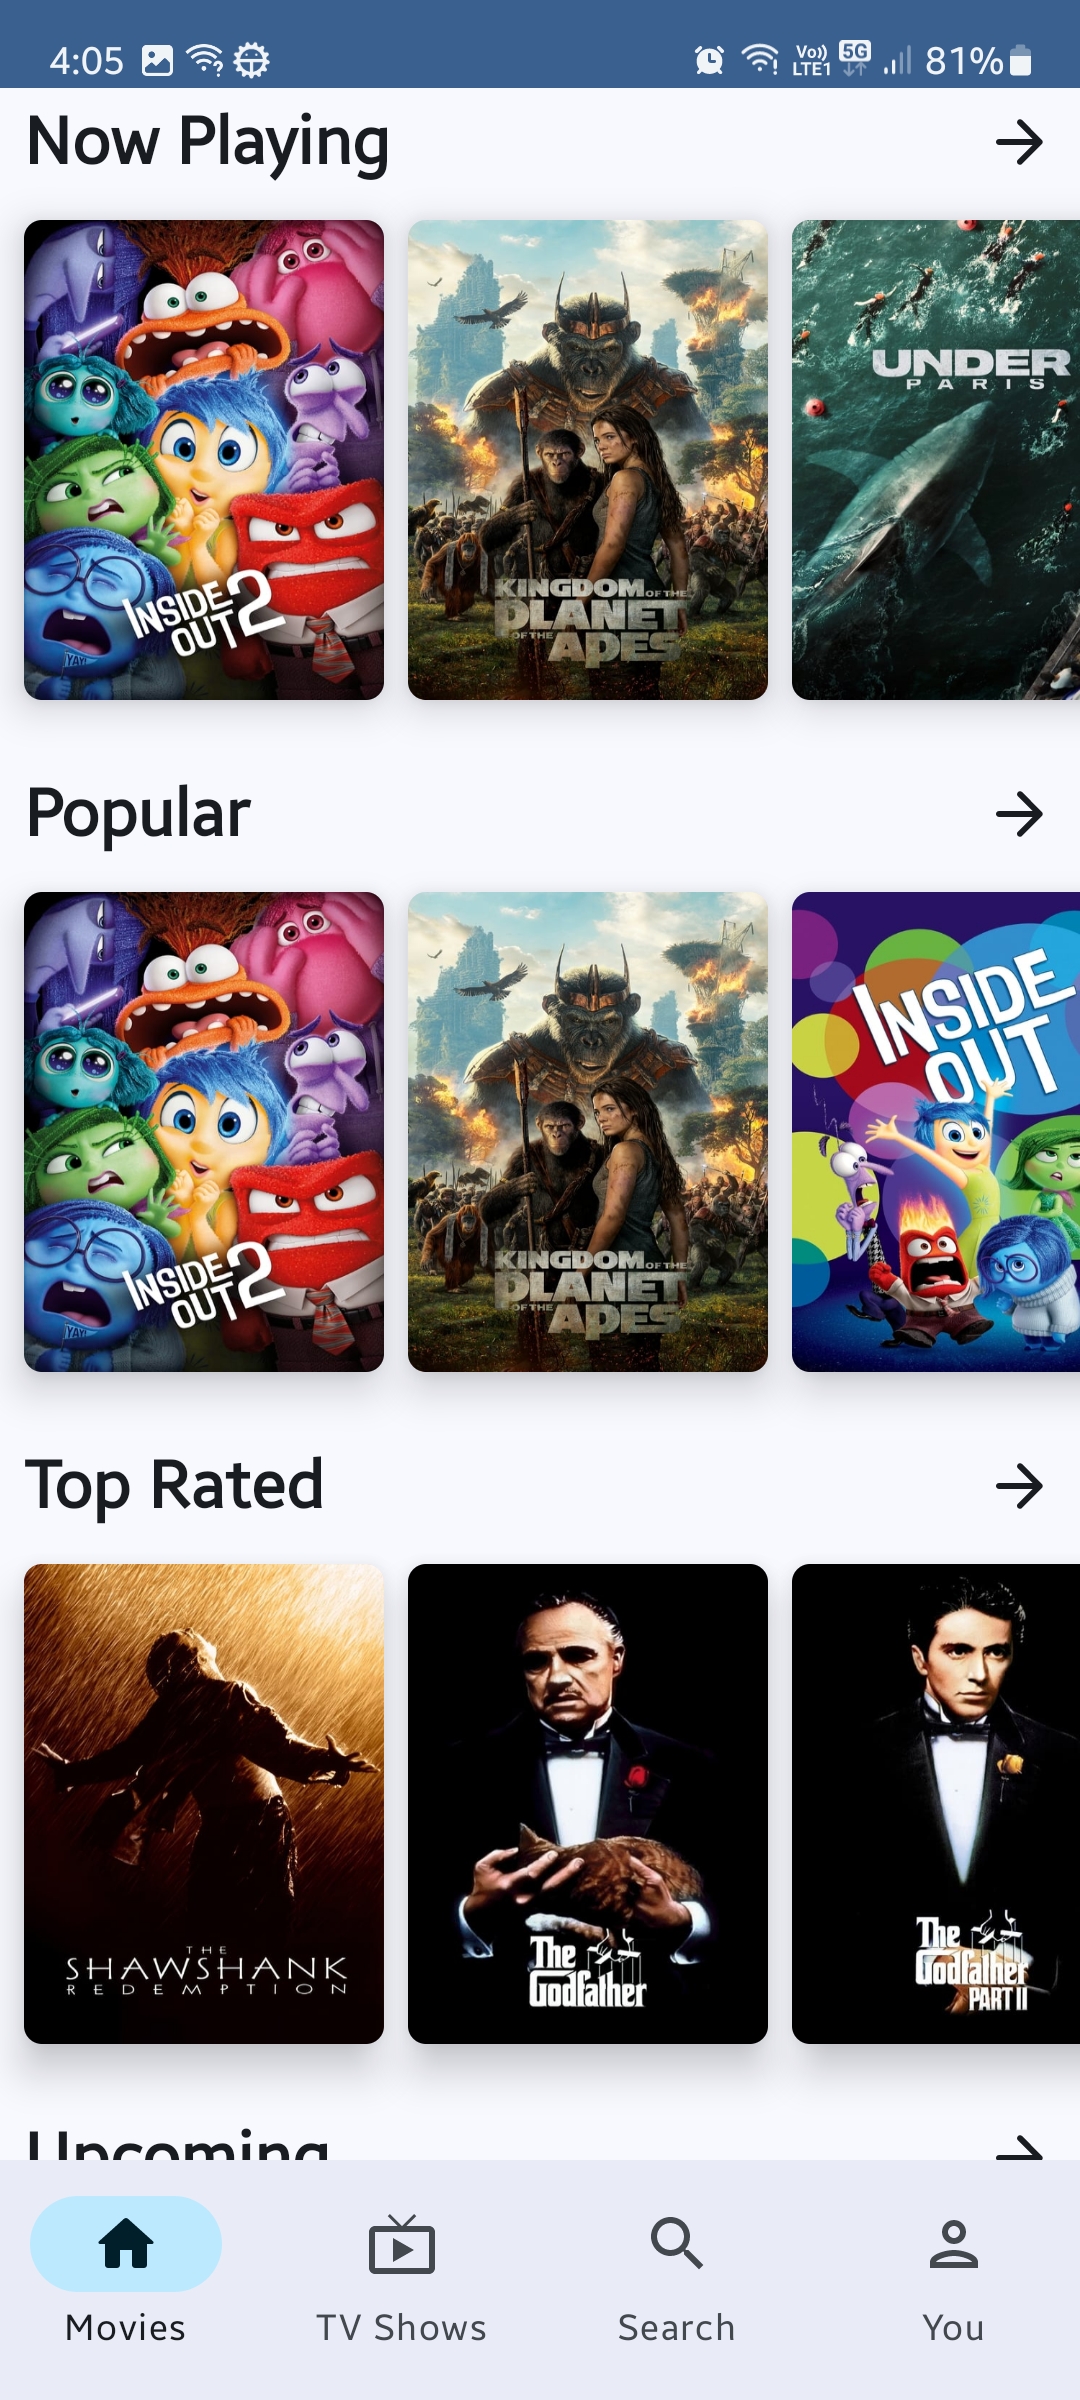 4:05
Vo))
LTE1
5G
81%
Now Playing
INSIDE
OUT 2
YAY!
KINGDOM OF THE
PLANET
OF THE
APES
UNDER
PARIS
Popular
INSIDE
OUT 2
YAY!
KINGDOM OF THE
PLANET
OF THE
APES
INSIDE
OUT
Top Rated
THE
SHAWSHANK
REDEMPTION
The
Godfather
The
Godfather
PART II
Upcoming
Movies
TV Shows
Search
You